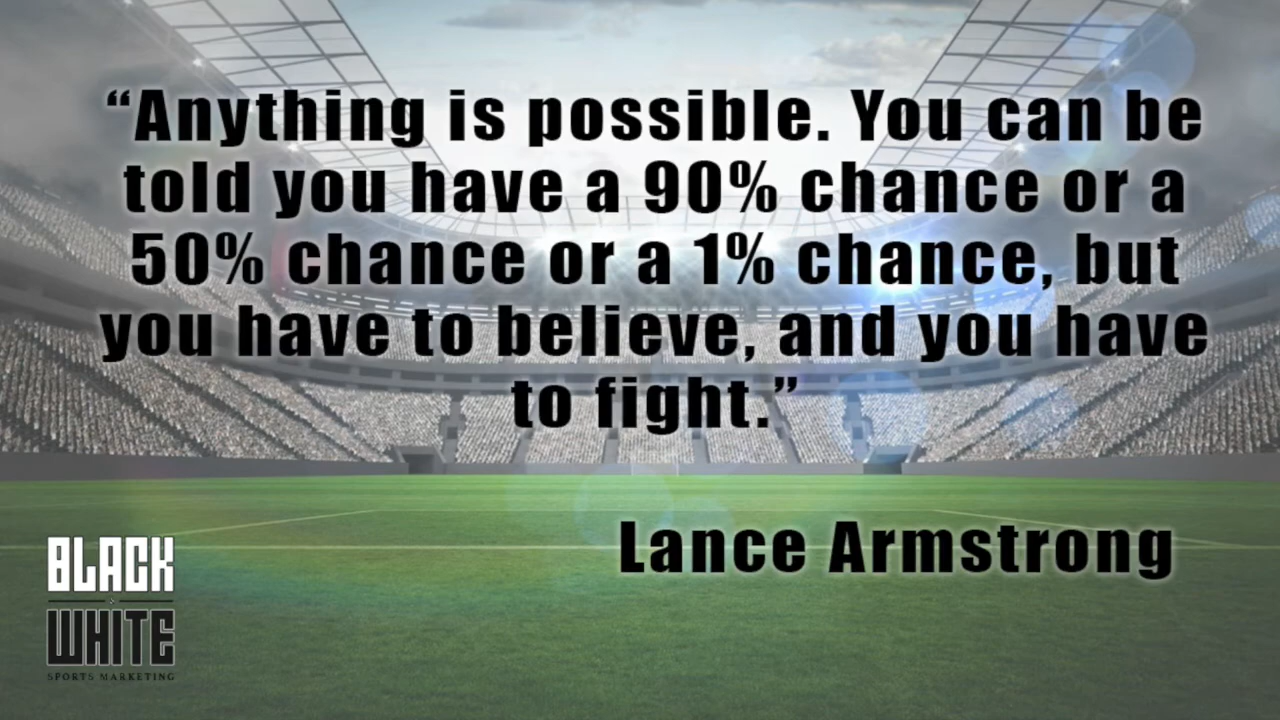 “Anything is possible. You can be
told you have a 90% chance or a
50% chance or a 1% chance, but
you have to believe, and you have
to fight.”
Lance Armstrong
BLACK
WHITE
SPORTS MARKETING